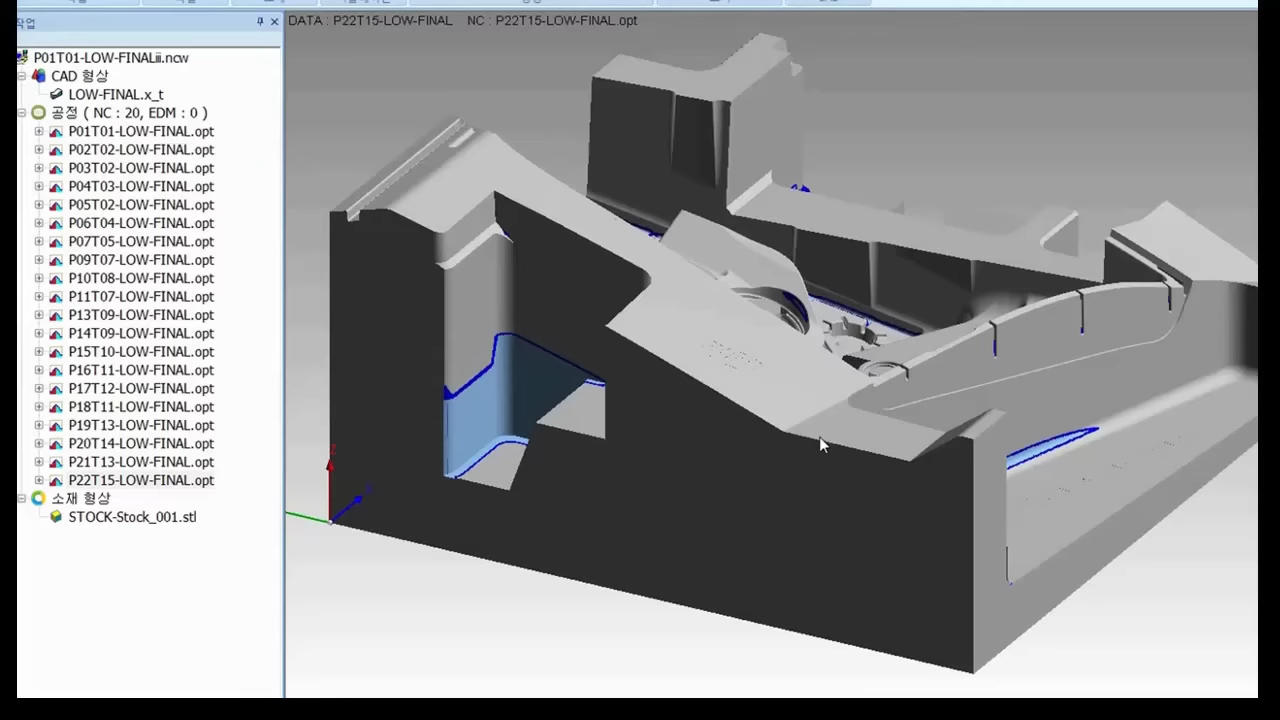 DATA : P22T15-LOW-FINAL NC : P22T15-LOW-FINAL.opt
작업
P01T01-LOW-FINALiii.ncw
CAD 형상
LOW-FINAL.x_t
공정 ( NC : 20, EDM : 0 )
P01T01-LOW-FINAL.opt
P02T02-LOW-FINAL.opt
P03T02-LOW-FINAL.opt
P04T03-LOW-FINAL.opt
P05T02-LOW-FINAL.opt
P06T04-LOW-FINAL.opt
P07T05-LOW-FINAL.opt
P09T07-LOW-FINAL.opt
P10T08-LOW-FINAL.opt
P11T07-LOW-FINAL.opt
P13T09-LOW-FINAL.opt
P14T09-LOW-FINAL.opt
P15T10-LOW-FINAL.opt
P16T11-LOW-FINAL.opt
P17T12-LOW-FINAL.opt
P18T11-LOW-FINAL.opt
P19T13-LOW-FINAL.opt
P20T14-LOW-FINAL.opt
P21T13-LOW-FINAL.opt
P22T15-LOW-FINAL.opt
소재 형상
STOCK-Stock_001.stl